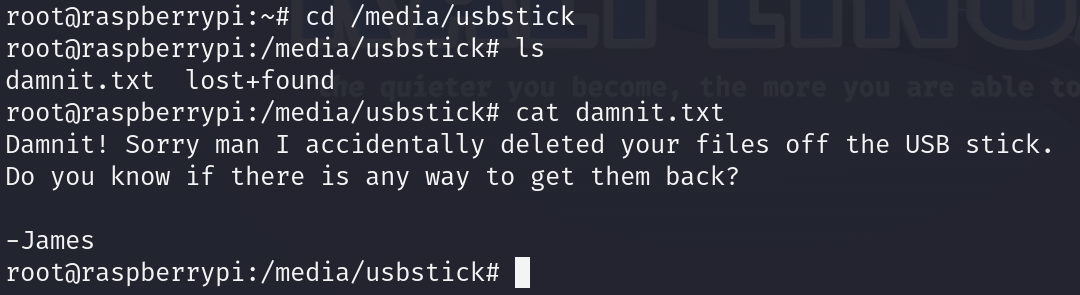 root@raspberrypi:~# cd /media/usbstick
KALI LINUX
root@raspberrypi:/media/usbstick# ls
damnit.txt  lost+found
the quieter you become, the more you are able to
root@raspberrypi:/media/usbstick# cat damnit.txt
Damnit! Sorry man I accidentally deleted your files off the USB stick.
Do you know if there is any way to get them back?

-James
root@raspberrypi:/media/usbstick#